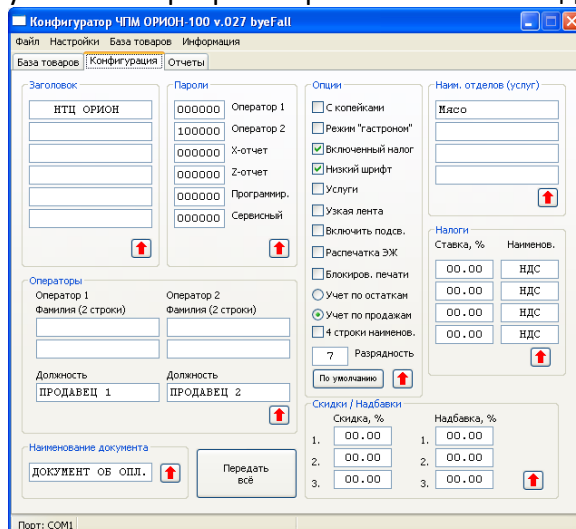 Конфигуратор ЧПМ ОРИОН-100 v.027 byeFall
Файл Настройки База товаров Информация
База товаров Конфигурация Отчеты
Заголовок
НТЦ ОРИОН
Пароли
000000 Оператор 1
100000 Оператор 2
000000 X-отчет
000000 Z-отчет
000000 Программир.
000000 Сервисный
Опции
С копейками
Режим "гастроном"
Включенный налог
Низкий шрифт
Услуги
Узкая лента
Включить подсв.
Распечатка ЭЖ
Блокиров. печати
Учет по остаткам
Учет по продажам
4 строки наименов.
7 Разрядность
По умолчанию
Наим. отделов (услуг)
Мясо
Налоги
Ставка, % Наименов.
00.00 НДС
00.00 НДС
00.00 НДС
00.00 НДС
Операторы
Оператор 1 Оператор 2
Фамилия (2 строки) Фамилия (2 строки)
Должность Должность
ПРОДАВЕЦ 1 ПРОДАВЕЦ 2
Скидки / Надбавки
Скидка, % Надбавка, %
1. 00.00 1. 00.00
2. 00.00 2. 00.00
3. 00.00 3. 00.00
Наименование документа
ДОКУМЕНТ ОБ ОПЛ.
Передать
всё
Порт: COM1